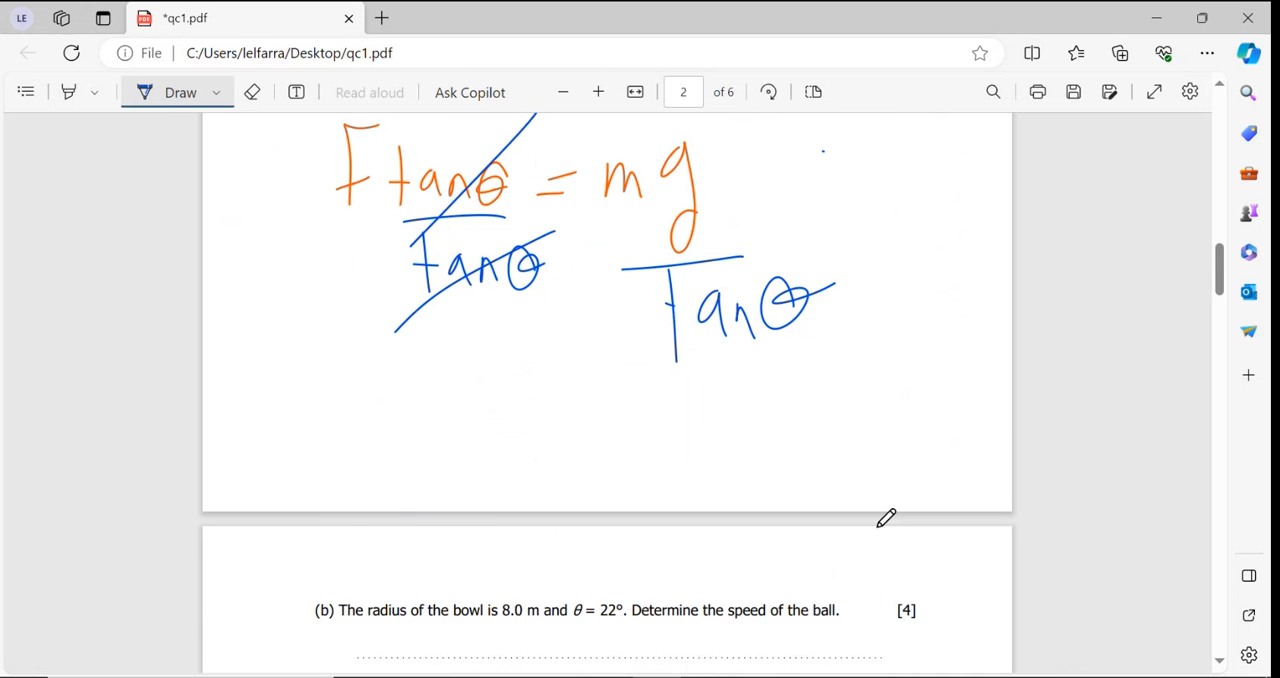 LE
*qc1.pdf
File
C:/Users/lelfarra/Desktop/qc1.pdf
Draw
Read aloud
Ask Copilot
2
of 6
F tanθ = mg
tanθ
tanθ
(b) The radius of the bowl is 8.0 m and θ = 22°. Determine the speed of the ball. [4]